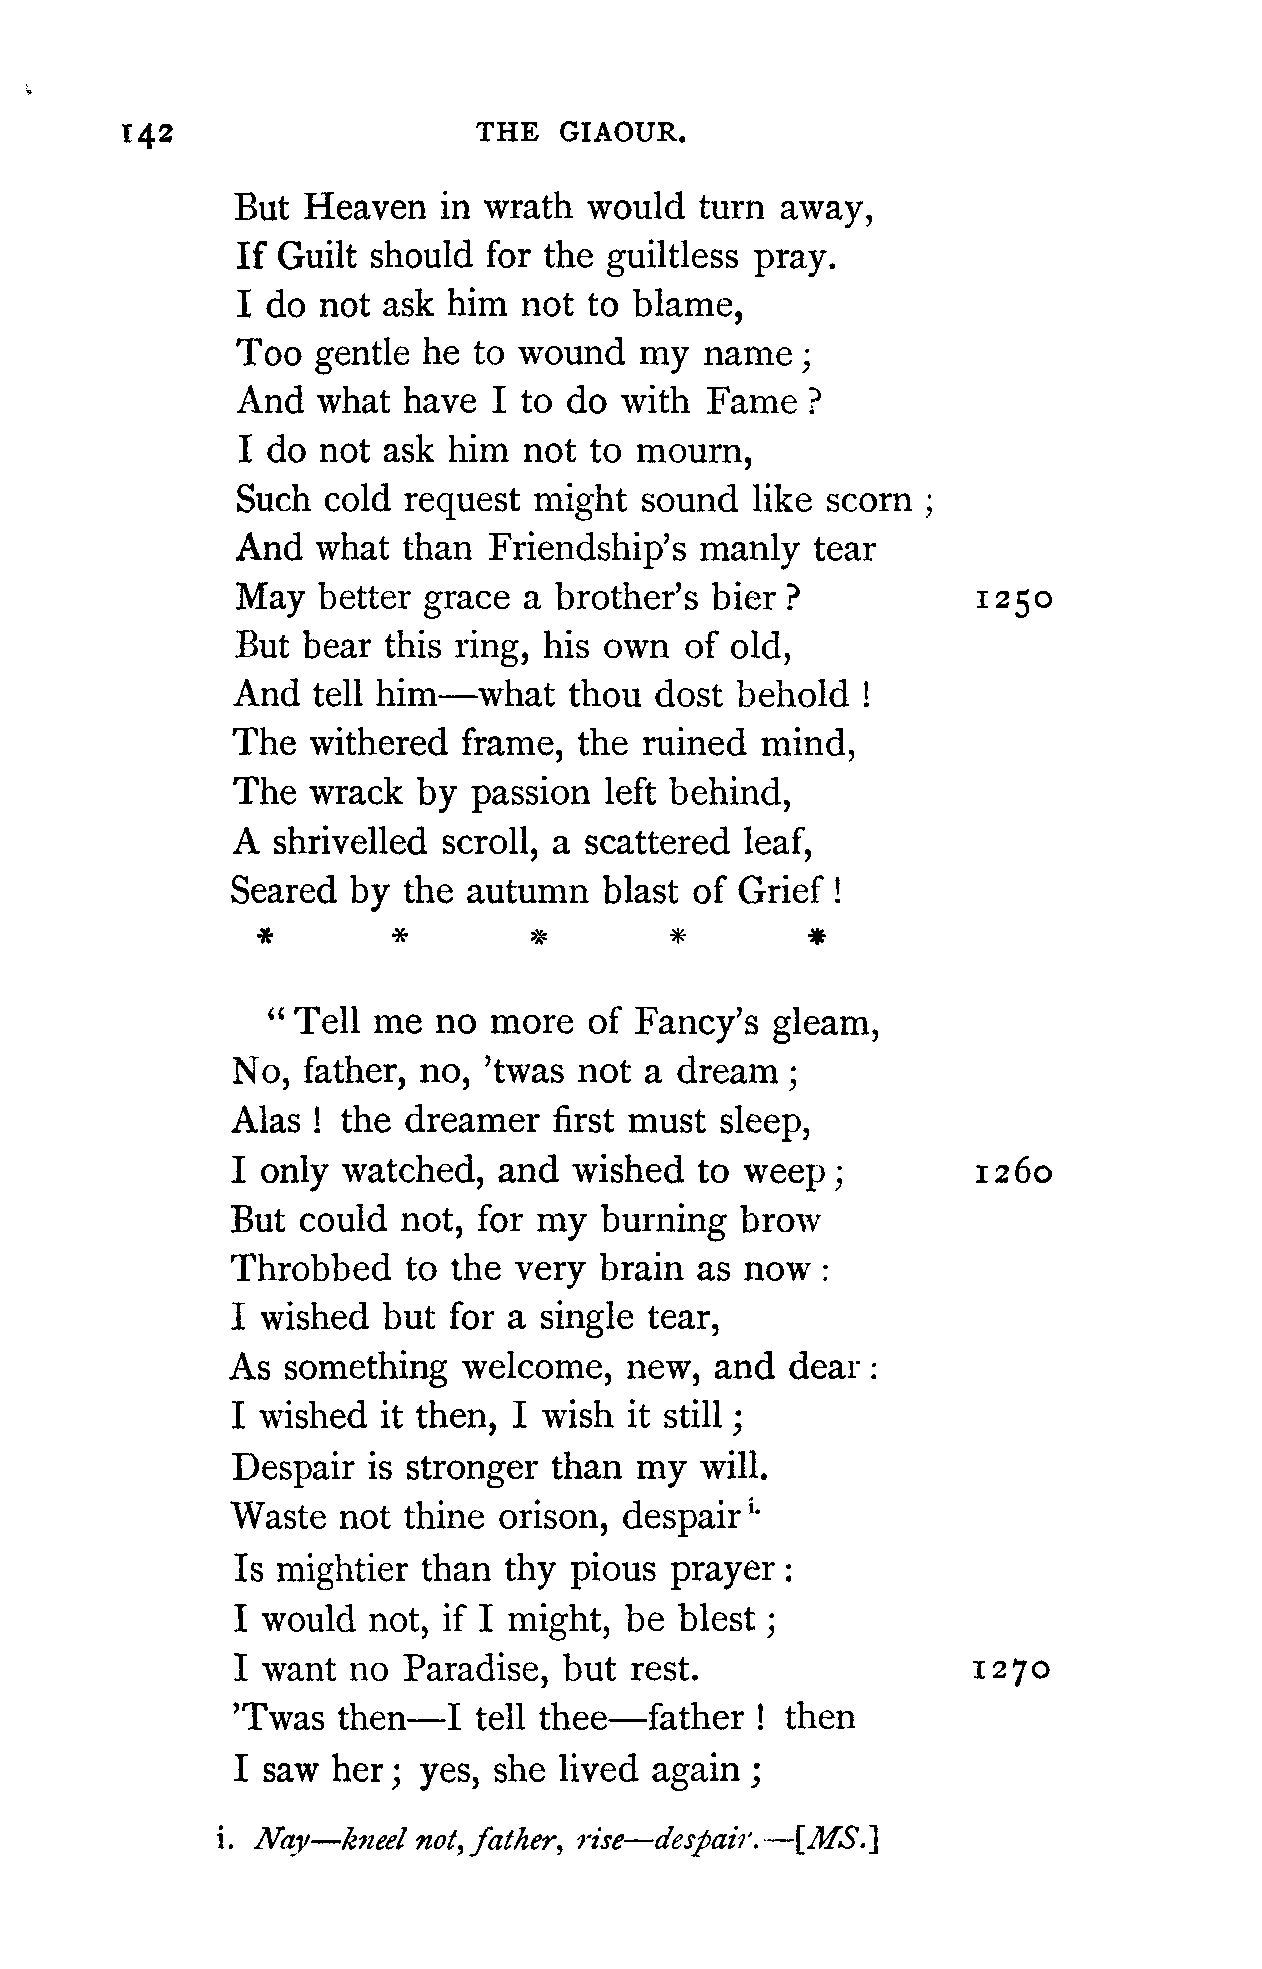 142 THE GIAOUR.
But Heaven in wrath would turn away,
If Guilt should for the guiltless pray.
I do not ask him not to blame,
Too gentle he to wound my name ;
And what have I to do with Fame ?
I do not ask him not to mourn,
Such cold request might sound like scorn ;
And what than Friendship's manly tear
May better grace a brother's bier ? 1250
But bear this ring, his own of old,
And tell him—what thou dost behold !
The withered frame, the ruined mind,
The wrack by passion left behind,
A shrivelled scroll, a scattered leaf,
Seared by the autumn blast of Grief !
* * * * *
" Tell me no more of Fancy's gleam,
No, father, no, 'twas not a dream ;
Alas ! the dreamer first must sleep,
I only watched, and wished to weep ; 1260
But could not, for my burning brow
Throbbed to the very brain as now :
I wished but for a single tear,
As something welcome, new, and dear :
I wished it then, I wish it still ;
Despair is stronger than my will.
Waste not thine orison, despair i.
Is mightier than thy pious prayer :
I would not, if I might, be blest ;
I want no Paradise, but rest. 1270
'Twas then—I tell thee—father ! then
I saw her ; yes, she lived again ;
i. Nay—kneel not, father, rise—despair.—[MS.]